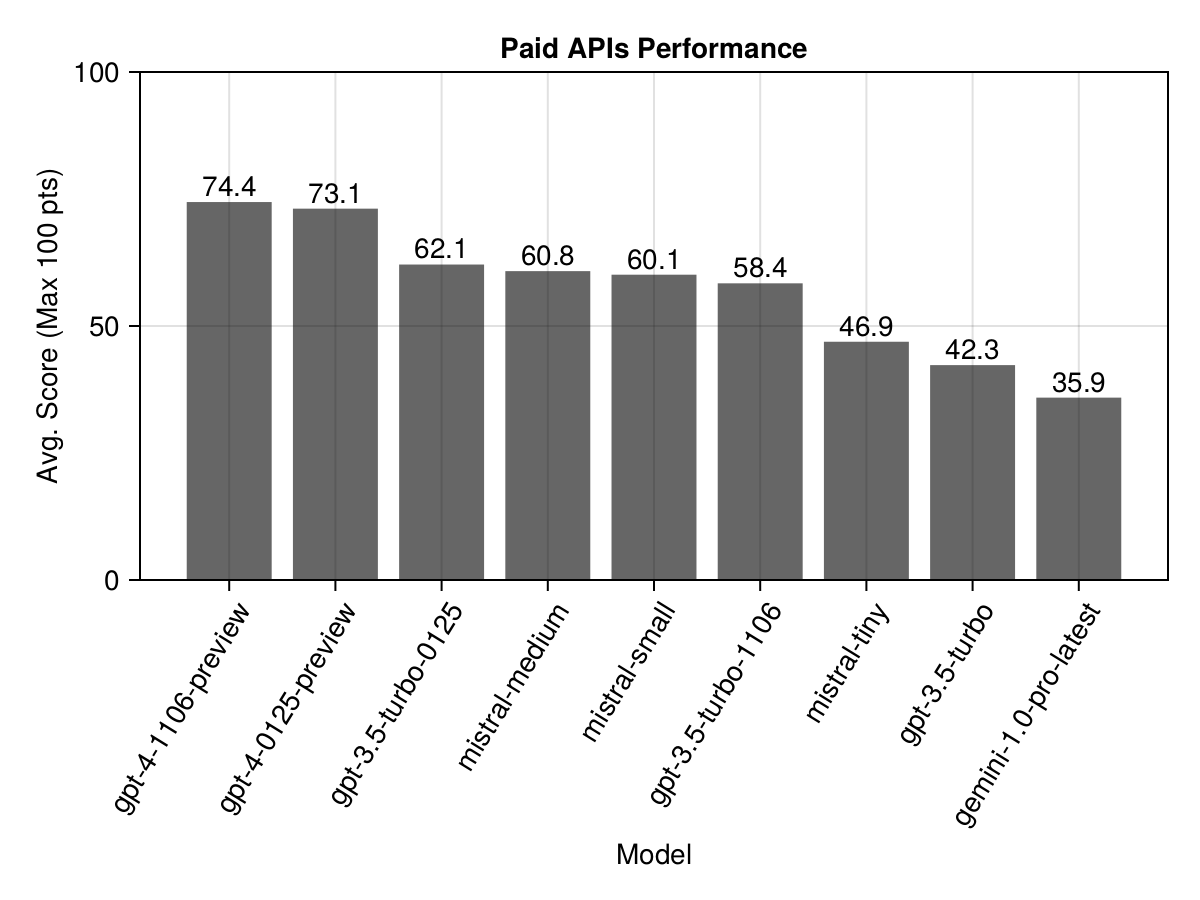 Paid APIs Performance
Avg. Score (Max 100 pts)
100
50
0
74.4
73.1
62.1
60.8
60.1
58.4
46.9
42.3
35.9
gpt-4-1106-preview
gpt-4-0125-preview
gpt-3.5-turbo-0125
mistral-medium
mistral-small
gpt-3.5-turbo-1106
mistral-tiny
gpt-3.5-turbo
gemini-1.0-pro-latest
Model